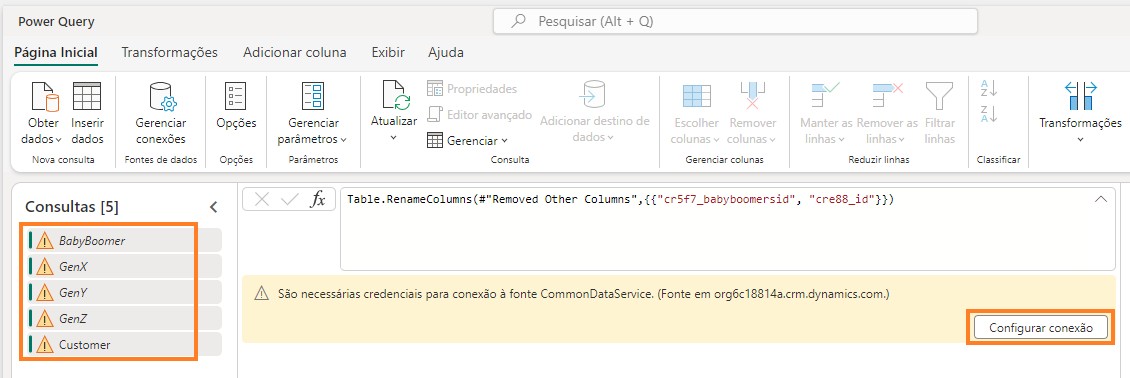 Power Query
Pesquisar (Alt + Q)
Página Inicial Transformações Adicionar coluna Exibir Ajuda
Obter dados
Inserir dados
Nova consulta
Gerenciar conexões
Fontes de dados
Opções
Opções
Gerenciar parâmetros
Parâmetros
Atualizar
Propriedades
Editor avançado
Gerenciar
Adicionar destino de dados
Consulta
Escolher colunas
Remover colunas
Gerenciar colunas
Manter as linhas
Remover as linhas
Filtrar linhas
Reduzir linhas
A
Z
Z
A
Classificar
Transformações
Consultas [5]
BabyBoomer
GenX
GenY
GenZ
Customer
fx
Table.RenameColumns(#"Removed Other Columns",{{"cr5f7_babyboomersid", "cre88_id"}})
São necessárias credenciais para conexão à fonte CommonDataService. (Fonte em org6c18814a.crm.dynamics.com.)
Configurar conexão